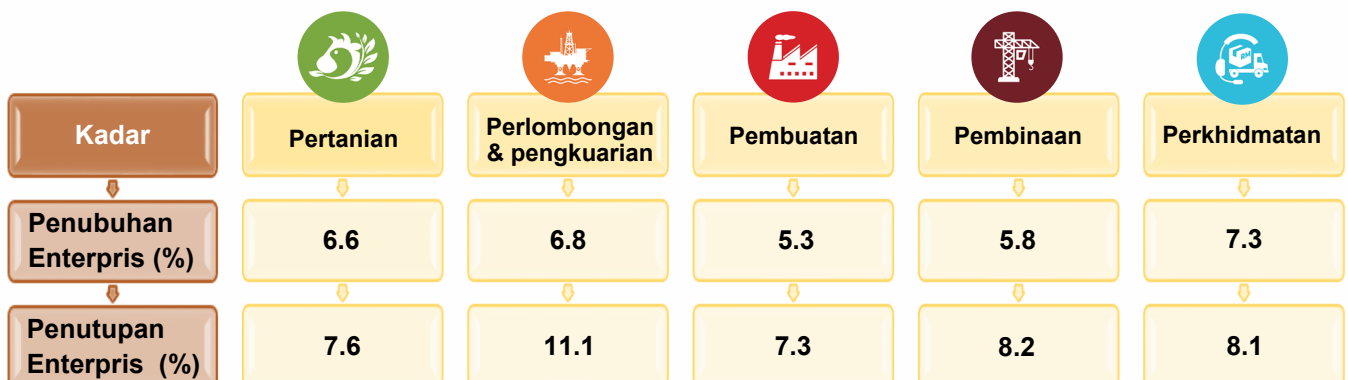 Kadar
Pertanian
Perlombongan
& pengkuarian
Pembuatan
Pembinaan
Perkhidmatan
Penubuhan
Enterpris (%)
6.6
6.8
5.3
5.8
7.3
Penutupan
Enterpris (%)
7.6
11.1
7.3
8.2
8.1